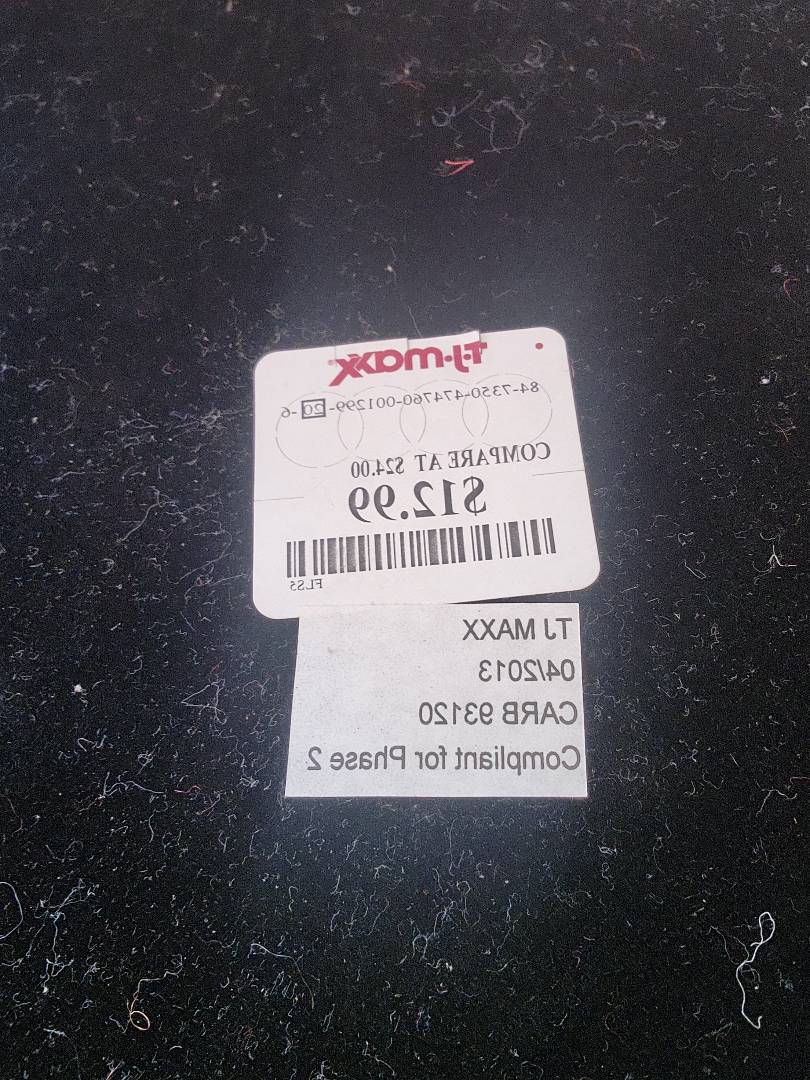 T·J·maxx
84-7350-474760-001299-20-6
COMPARE AT $24.00
$12.99
FLS5
TJ MAXX
04/2013
CARB 93120
Compliant for Phase 2